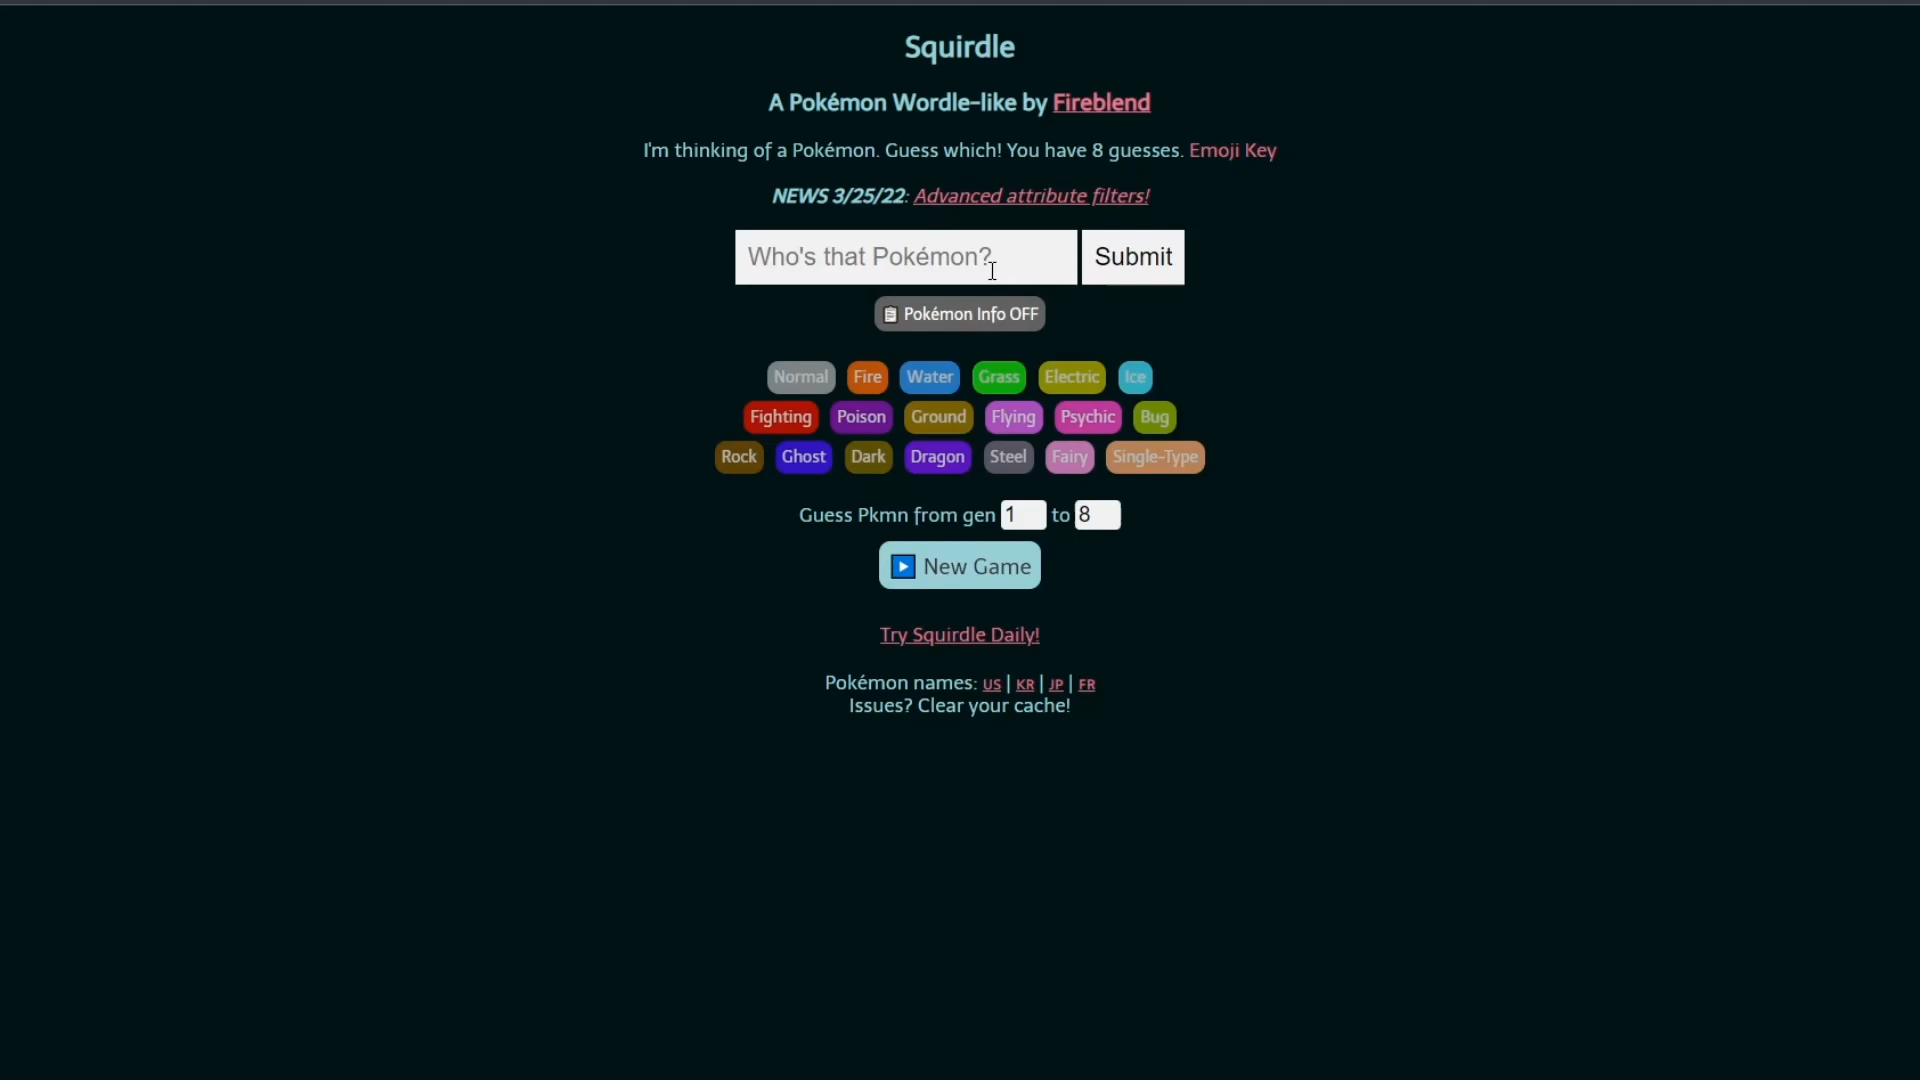 Squirdle
A Pokémon Wordle-like by Fireblend
I'm thinking of a Pokémon. Guess which! You have 8 guesses. Emoji Key
NEWS 3/25/22: Advanced attribute filters!
Who's that Pokémon? Submit
Pokémon Info OFF
Normal Fire Water Grass Electric Ice
Fighting Poison Ground Flying Psychic Bug
Rock Ghost Dark Dragon Steel Fairy Single-Type
Guess Pkmn from gen 1 to 8
New Game
Try Squirdle Daily!
Pokémon names: US | KR | JP | FR
Issues? Clear your cache!